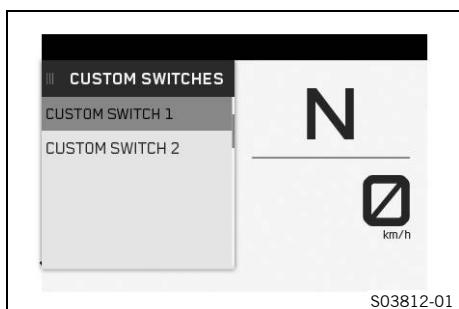 CUSTOM SWITCHES
CUSTOM SWITCH 1
CUSTOM SWITCH 2
N
0
km/h
S03812-01